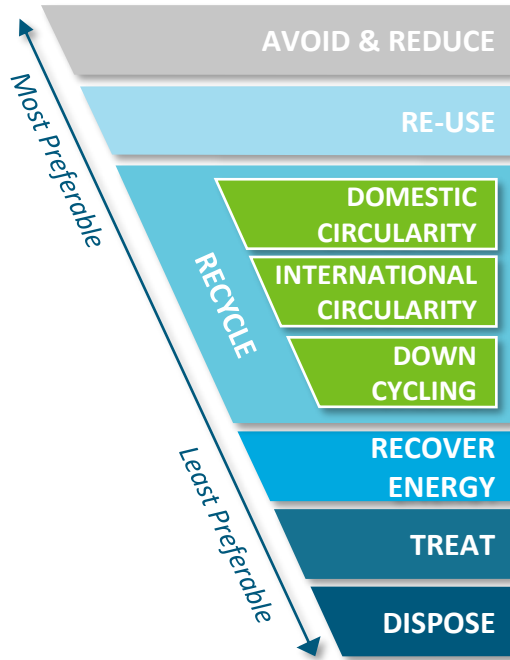 AVOID & REDUCE
Most Preferable
RE-USE
RECYCLE
DOMESTIC
CIRCULARITY
INTERNATIONAL
CIRCULARITY
DOWN
CYCLING
RECOVER
ENERGY
Least Preferable
TREAT
DISPOSE